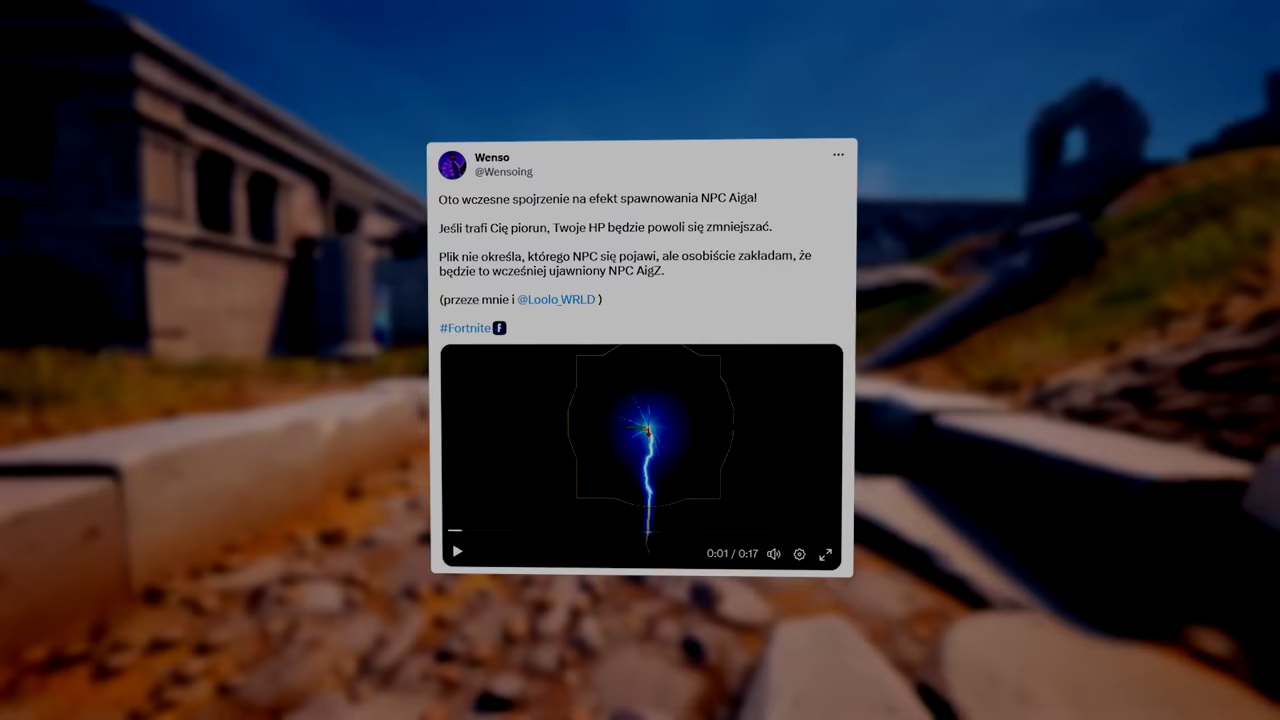 Wenso
@Wensoing
Oto wczesne spojrzenie na efekt spawnowania NPC Aiga!
Jeśli trafi Cię piorun, Twoje HP będzie powoli się zmniejszać.
Plik nie określa, którego NPC się pojawi, ale osobiście zakładam, że
będzie to wcześniej ujawniony NPC AigZ.
(przeze mnie i @Loolo_WRLD )
#Fortnite
0:01 / 0:17